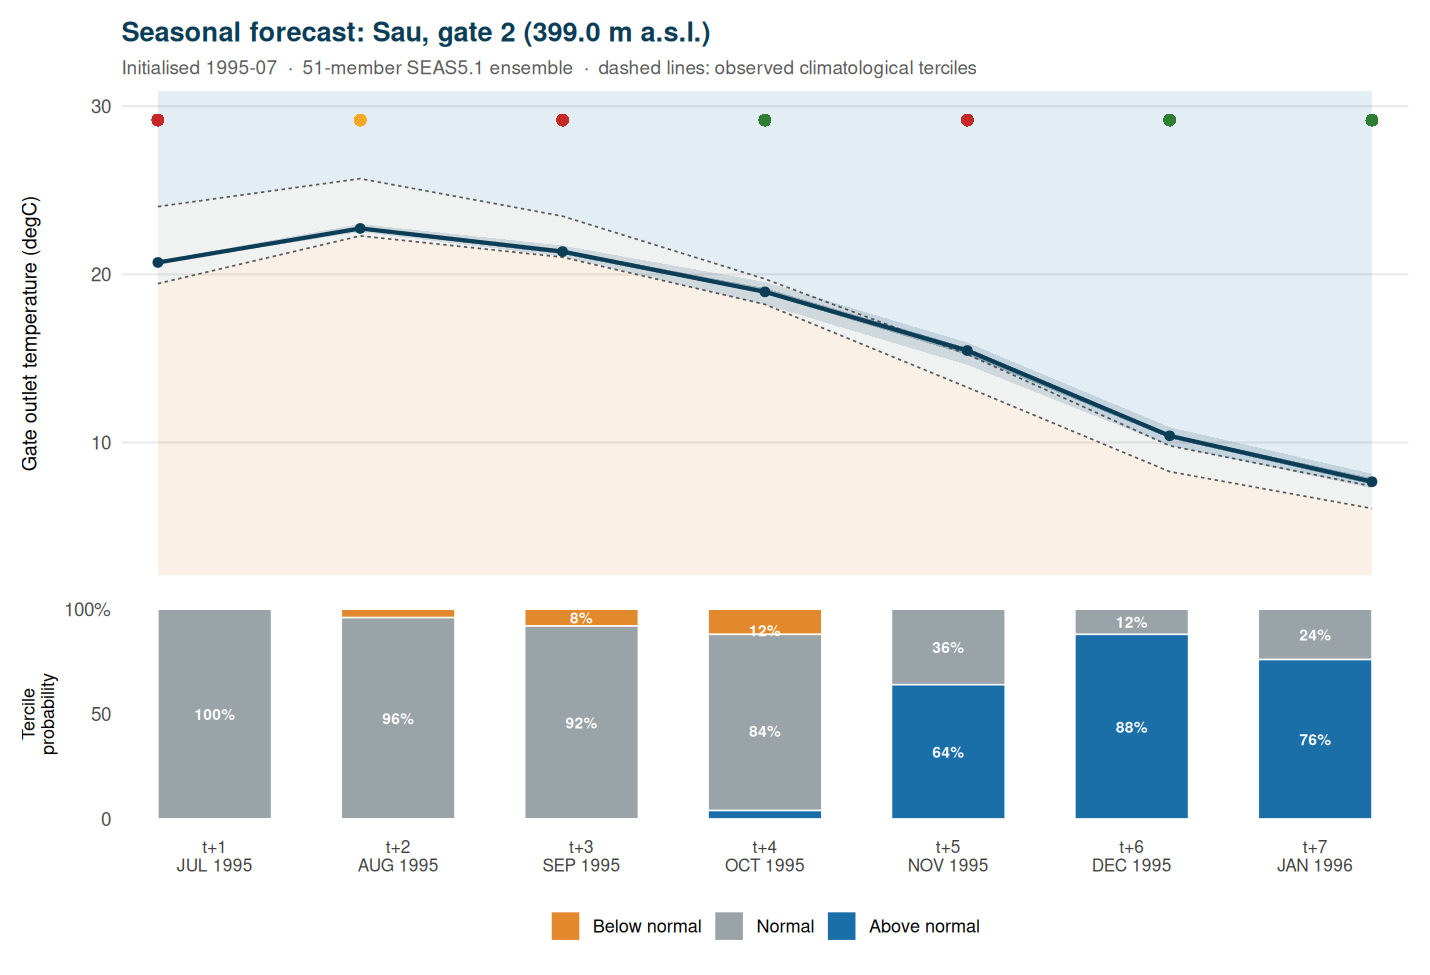 Seasonal forecast: Sau, gate 2 (399.0 m a.s.l.)
Initialised 1995-07 · 51-member SEAS5.1 ensemble · dashed lines: observed climatological terciles
Gate outlet temperature (degC)
30
20
10
Tercile
probability
100%
50
0
100%
96%
8%
92%
12%
84%
36%
64%
12%
88%
24%
76%
t+1
JUL 1995
t+2
AUG 1995
t+3
SEP 1995
t+4
OCT 1995
t+5
NOV 1995
t+6
DEC 1995
t+7
JAN 1996
Below normal
Normal
Above normal